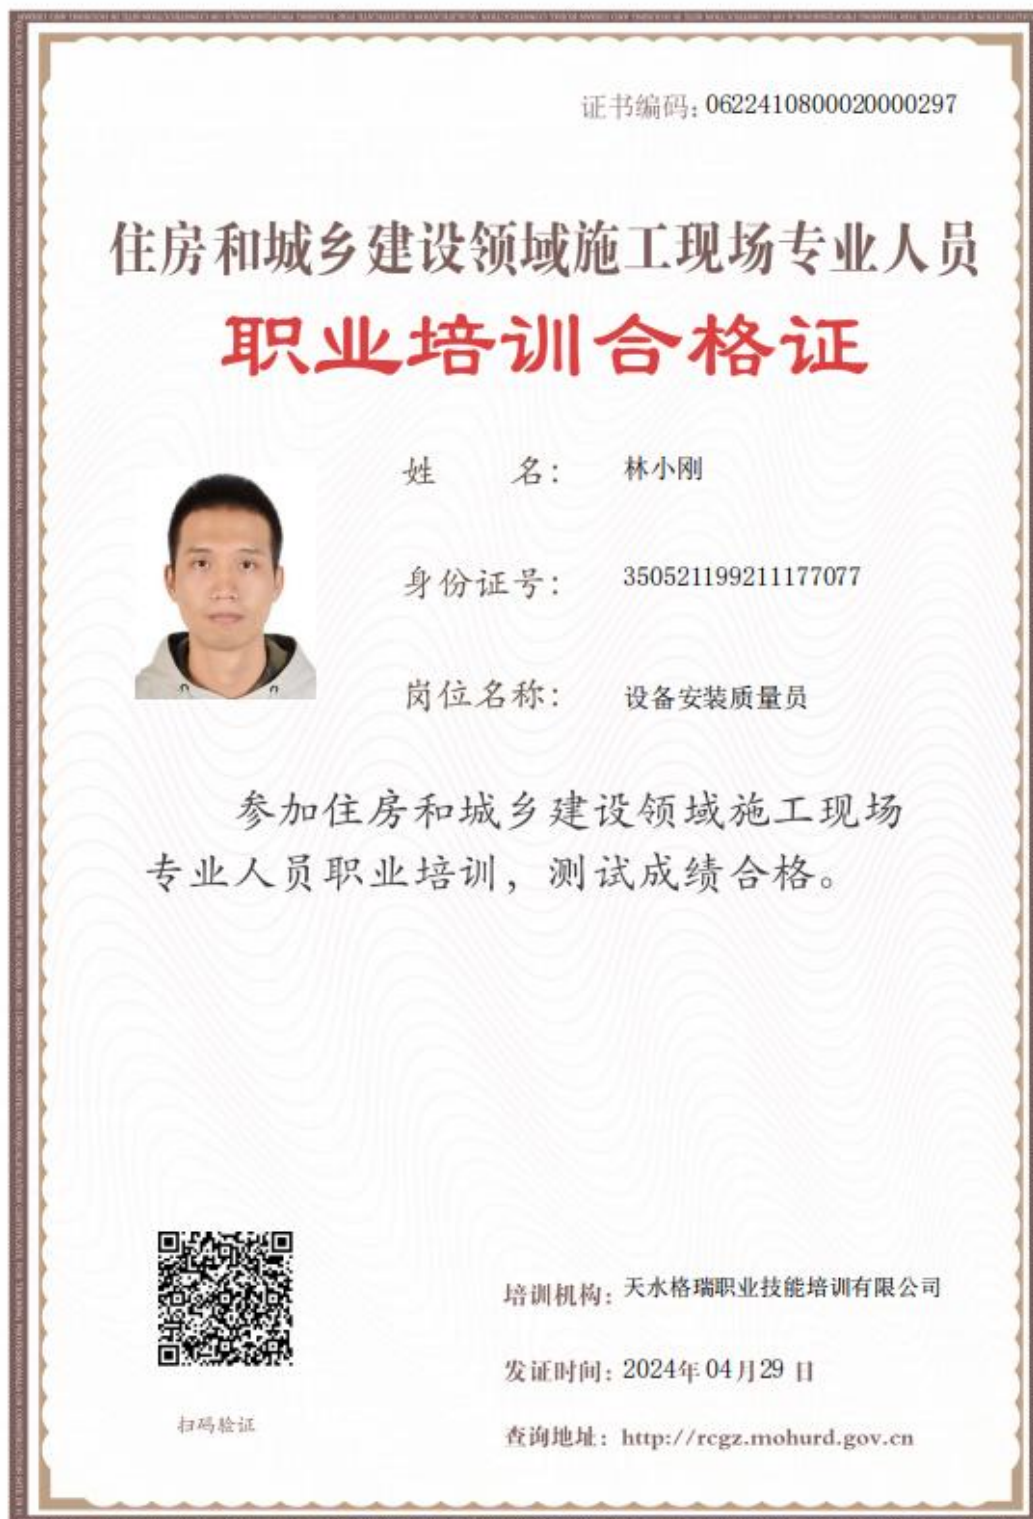 证书编码：0622410800020000297
住房和城乡建设领域施工现场专业人员
职业培训合格证
姓 名： 林小刚
身份证号： 350521199211177077
岗位名称： 设备安装质量员
参加住房和城乡建设领域施工现场
专业人员职业培训，测试成绩合格。
培训机构：天水格瑞职业技能培训有限公司
发证时间：2024年04月29 日
扫码验证
查询地址：http://rcgz.mohurd.gov.cn